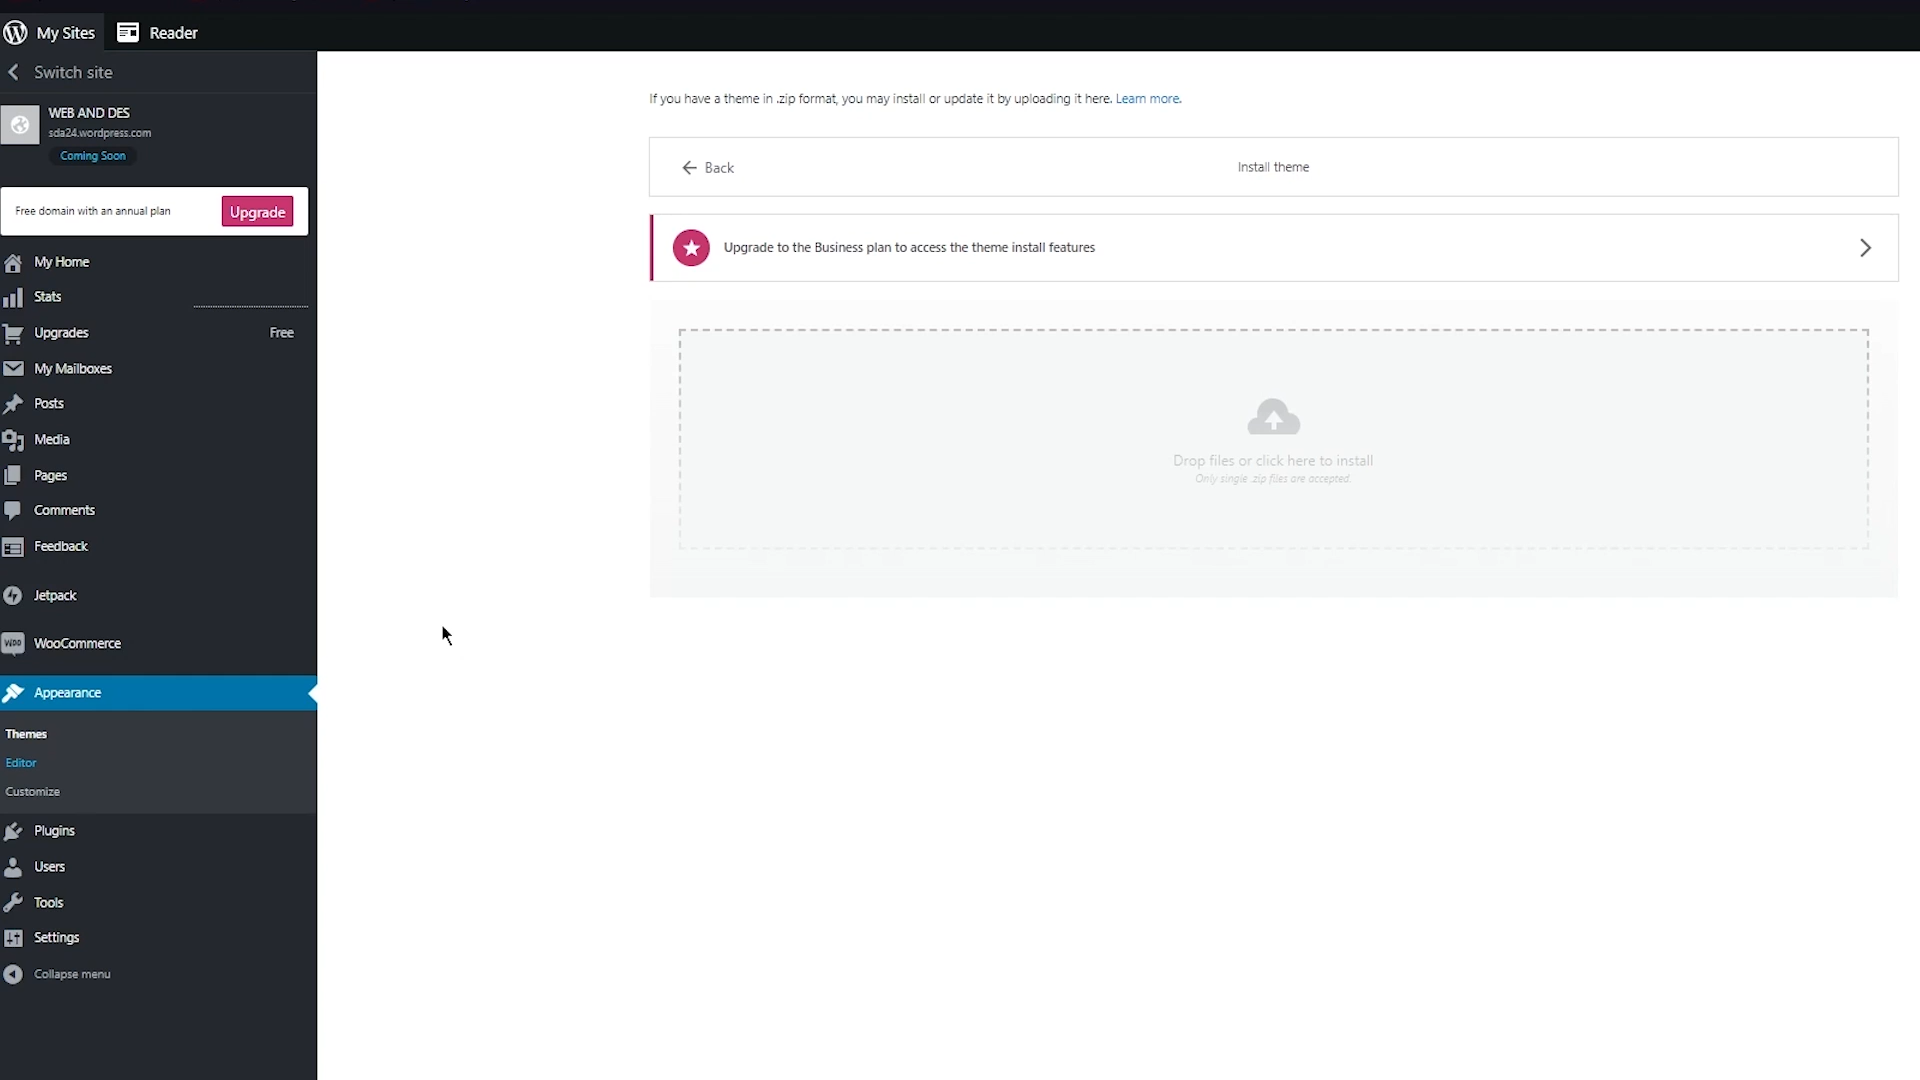 My Sites
Reader
Switch site
WEB AND DES
sda24.wordpress.com
Coming Soon
Free domain with an annual plan
Upgrade
My Home
Stats
Upgrades
Free
My Mailboxes
Posts
Media
Pages
Comments
Feedback
Jetpack
WOO
WooCommerce
Appearance
Themes
Editor
Customize
Plugins
Users
Tools
Settings
Collapse menu
If you have a theme in .zip format, you may install or update it by uploading it here. Learn more.
Back
Install theme
Upgrade to the Business plan to access the theme install features
Drop files or click here to install
Only single .zip files are accepted.